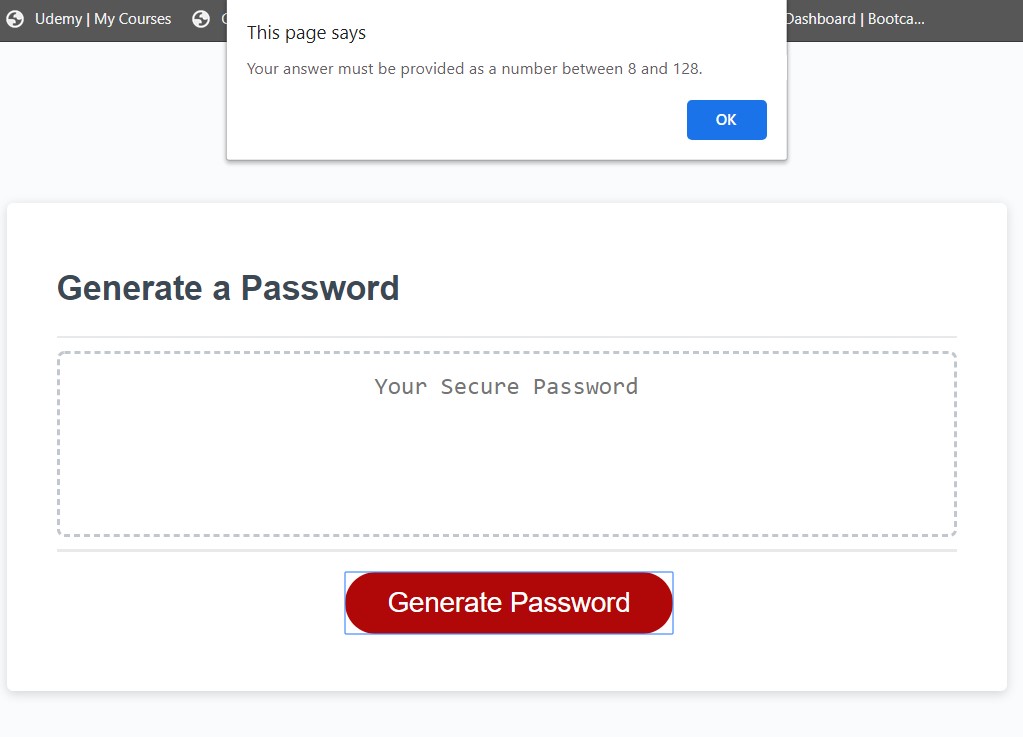 Udemy | My Courses
This page says
Dashboard | Bootca...
Your answer must be provided as a number between 8 and 128.
OK
Generate a Password
Your Secure Password
Generate Password